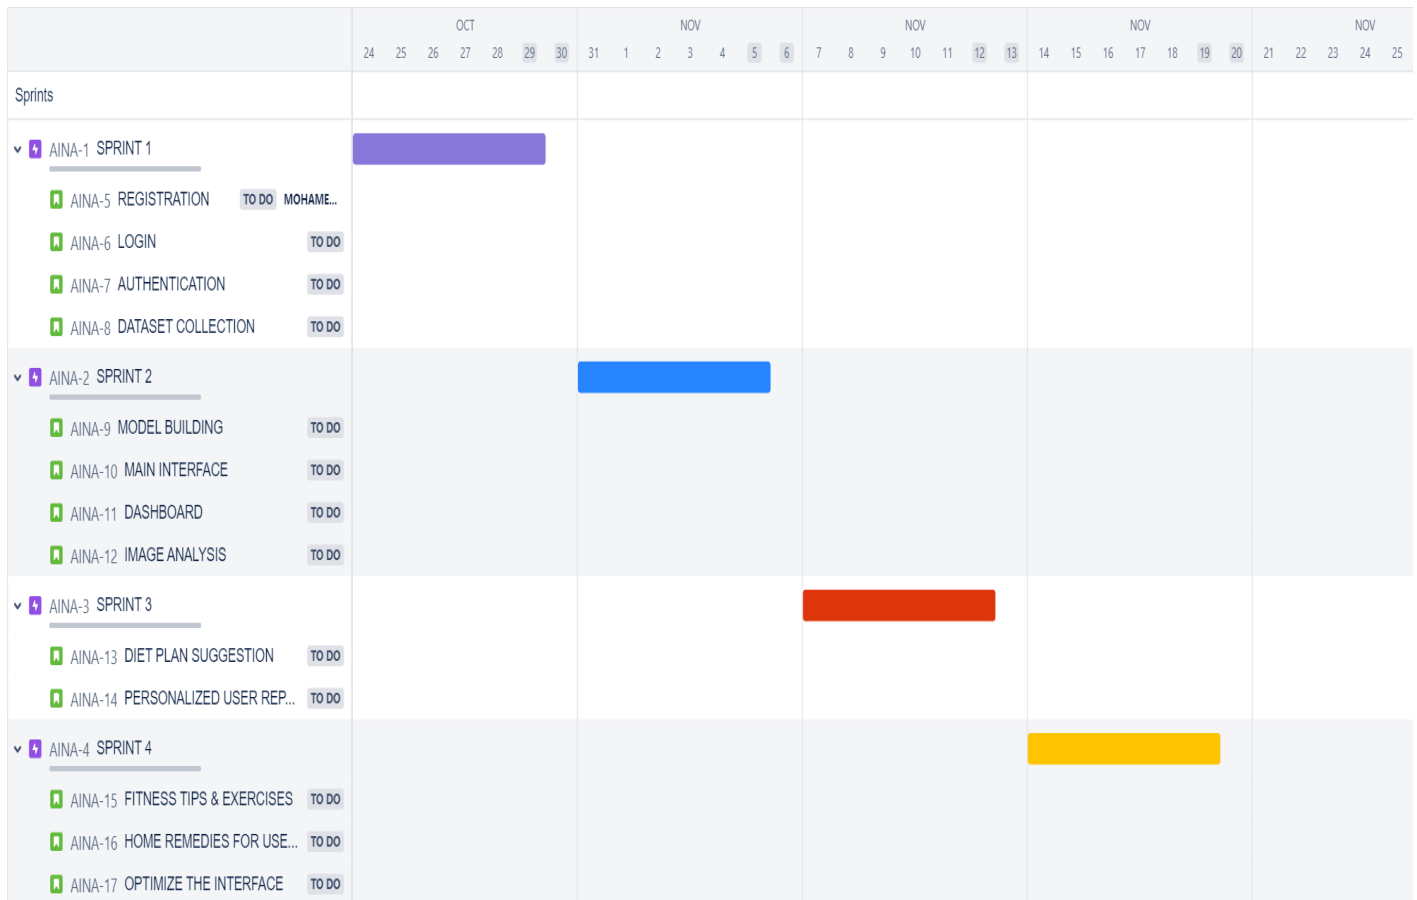 OCT NOV NOV NOV NOV
24 25 26 27 28 29 30 31 1 2 3 4 5 6 7 8 9 10 11 12 13 14 15 16 17 18 19 20 21 22 23 24 25
Sprints
AINA-1 SPRINT 1
AINA-5 REGISTRATION TO DO MOHAME...
AINA-6 LOGIN TO DO
AINA-7 AUTHENTICATION TO DO
AINA-8 DATASET COLLECTION TO DO
AINA-2 SPRINT 2
AINA-9 MODEL BUILDING TO DO
AINA-10 MAIN INTERFACE TO DO
AINA-11 DASHBOARD TO DO
AINA-12 IMAGE ANALYSIS TO DO
AINA-3 SPRINT 3
AINA-13 DIET PLAN SUGGESTION TO DO
AINA-14 PERSONALIZED USER REP... TO DO
AINA-4 SPRINT 4
AINA-15 FITNESS TIPS & EXERCISES TO DO
AINA-16 HOME REMEDIES FOR USE... TO DO
AINA-17 OPTIMIZE THE INTERFACE TO DO